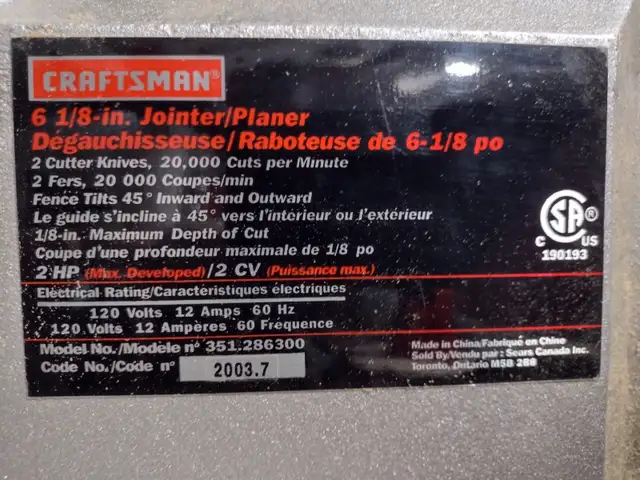 CRAFTSMAN®
6 1/8-in. Jointer/Planer
Dégauchisseuse/Raboteuse de 6-1/8 po
2 Cutter Knives, 20,000 Cuts per Minute
2 Fers, 20 000 Coupes/min
Fence Tilts 45° Inward and Outward
Le guide s'incline à 45° vers l'intérieur ou l'extérieur
1/8-in. Maximum Depth of Cut
Coupe d'une profondeur maximale de 1/8 po
2 HP (Max. Developed)/2 CV (Puissance max.)
Electrical Rating/Caractéristiques électriques
120 Volts 12 Amps 60 Hz
120 Volts 12 Ampères 60 Fréquence
Model No./Modèle n° 351.286300
Code No./Code n° 2003.7
CSA®
C US
190193
Made in China/Fabriqué en Chine
Sold By/Vendu par : Sears Canada Inc.
Toronto, Ontario M5B 2B8